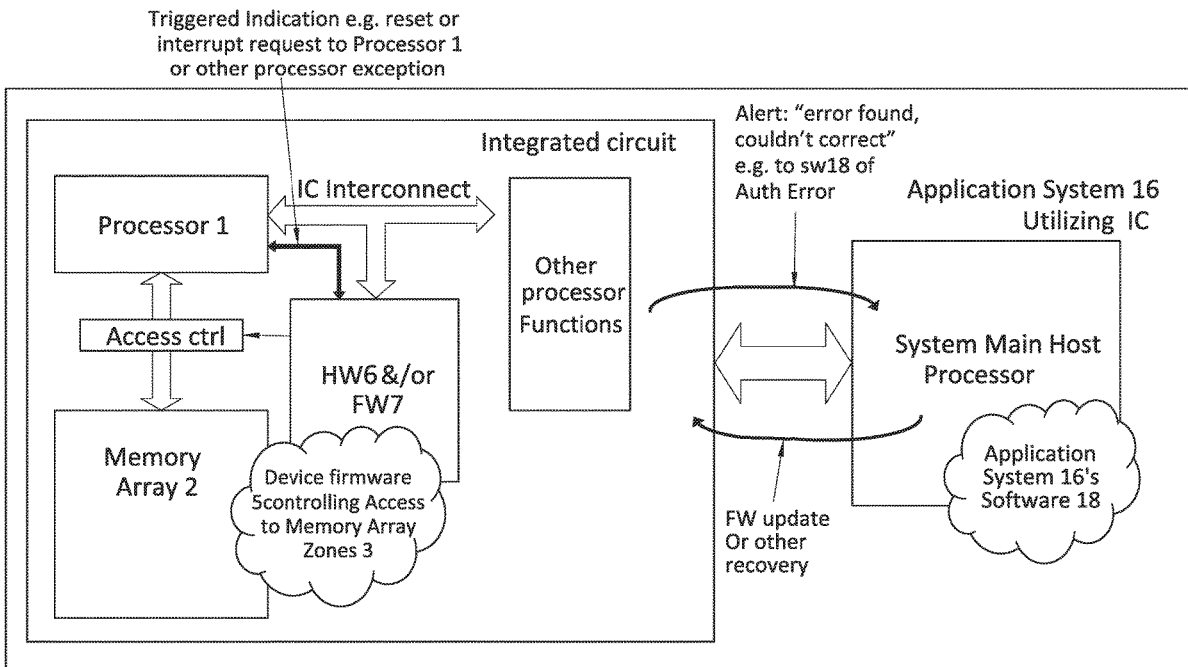 Triggered Indication e.g. reset or
interrupt request to Processor 1
or other processor exception
Integrated circuit
IC Interconnect
Processor 1
Access ctrl
Memory
Array 2
HW6 &/or
FW7
Device firmware
5controlling Access
to Memory Array
Zones 3
Other
processor
Functions
Alert: “error found,
couldn’t correct”
e.g. to sw18 of
Auth Error
FW update
Or other
recovery
Application System 16
Utilizing IC
System Main Host
Processor
Application
System 16's
Software 18